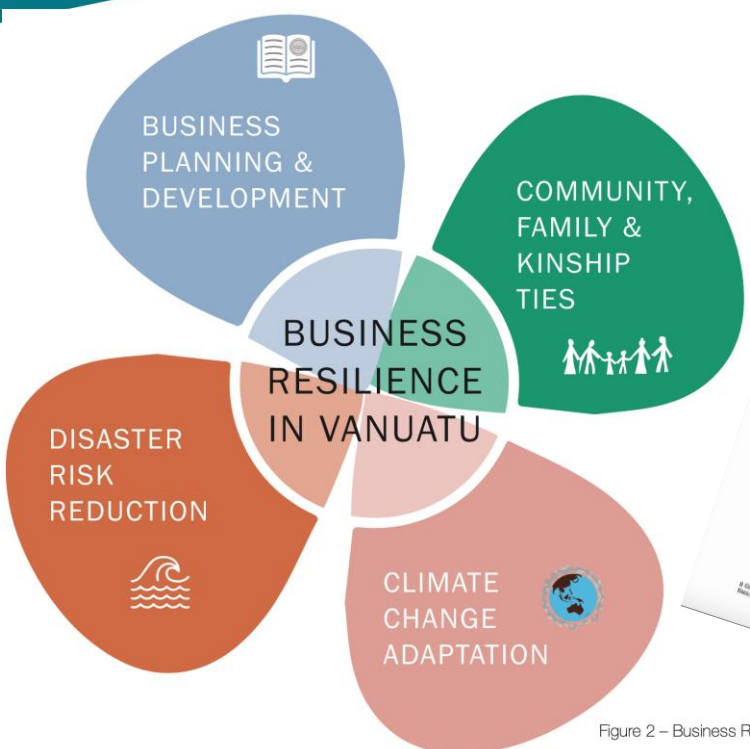 BUSINESS
PLANNING &
DEVELOPMENT
COMMUNITY,
FAMILY &
KINSHIP
TIES
BUSINESS
RESILIENCE
IN VANUATU
DISASTER
RISK
REDUCTION
CLIMATE
CHANGE
ADAPTATION
Figure 2 – Business R